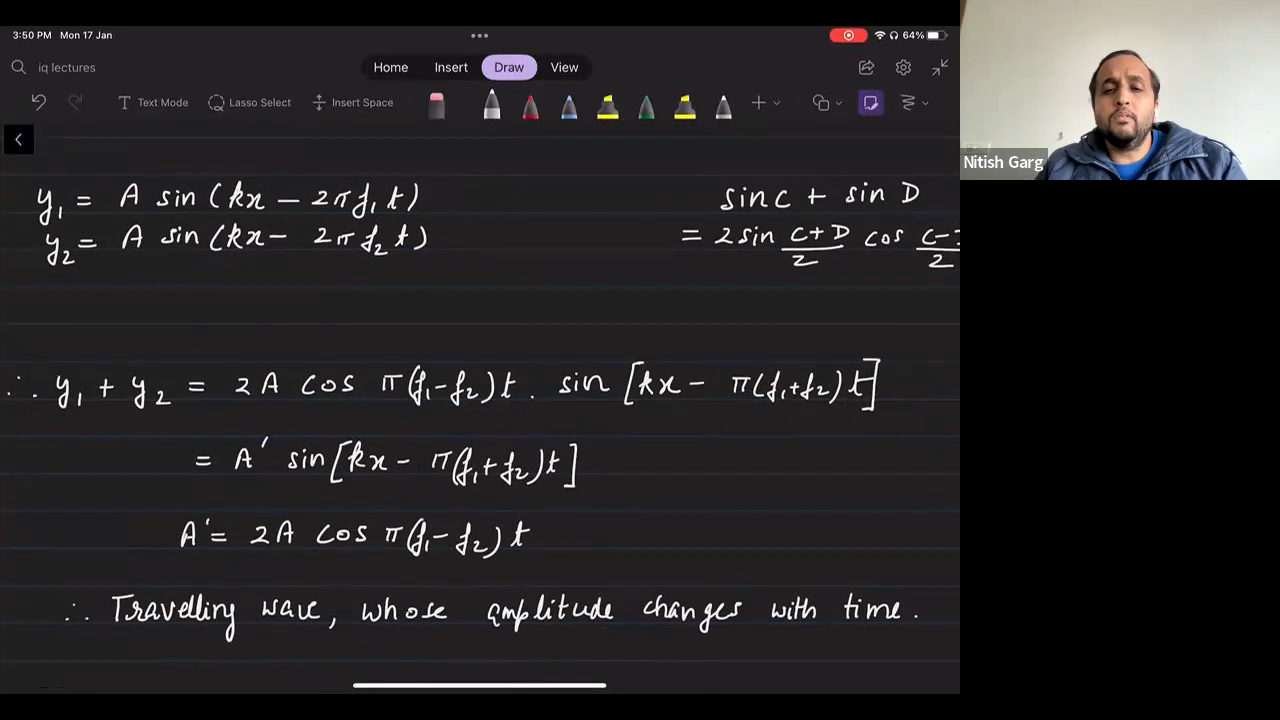 3:50 PM Mon 17 Jan
64%
iq lectures
Home Insert Draw View
Text Mode Lasso Select Insert Space
Nitish Garg
y₁ = A sin (kx − 2πf₁t)
y₂ = A sin (kx − 2πf₂t)
sin C + sin D
= 2 sin (C+D)/2 cos (C−)/2
∴ y₁ + y₂ = 2A cos π(f₁−f₂)t . sin [kx − π(f₁+f₂)t]
= A' sin[kx − π(f₁+f₂)t]
A' = 2A cos π(f₁−f₂)t
∴ Travelling wave, whose amplitude changes with time.